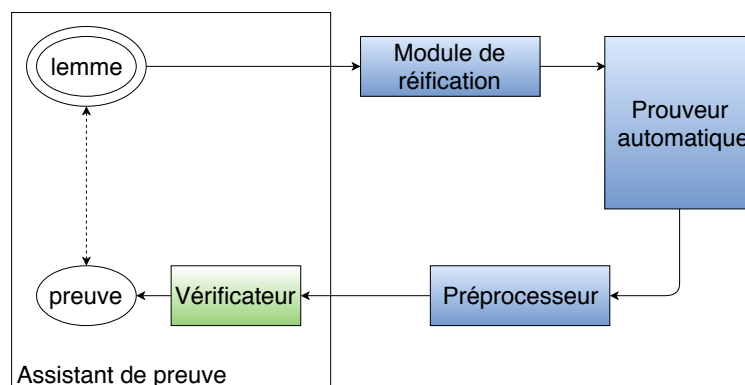 lemme
Module de
réification
Prouveur
automatique
preuve
Vérificateur
Préprocesseur
Assistant de preuve